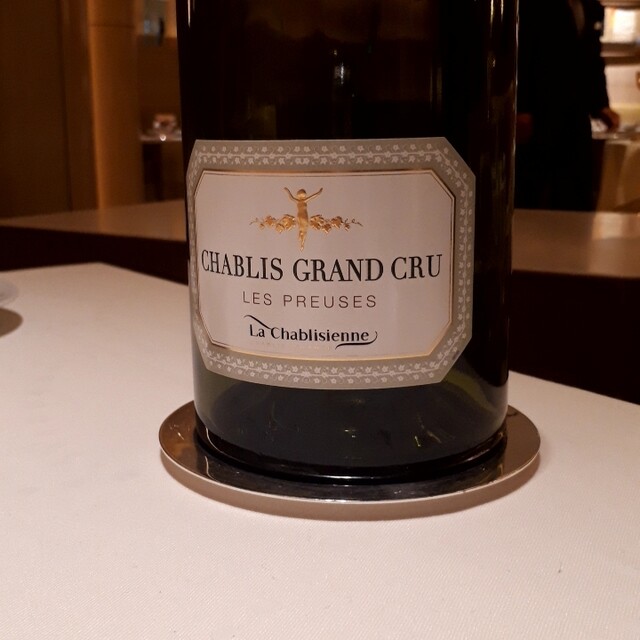 CHABLIS GRAND CRU
LES PREUSES
La Chablisienne